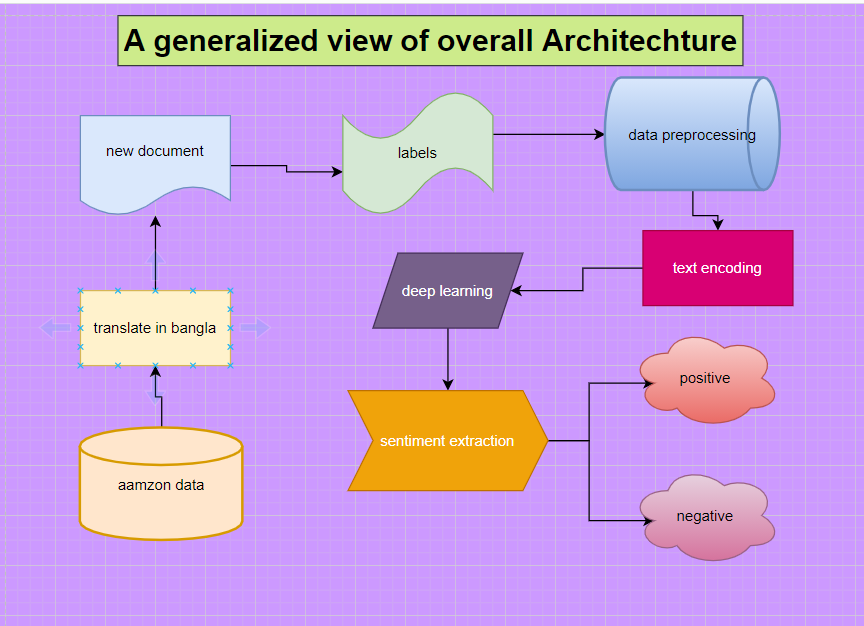 A generalized view of overall Architechture
new document
labels
data preprocessing
text encoding
deep learning
translate in bangla
positive
sentiment extraction
aamzon data
negative